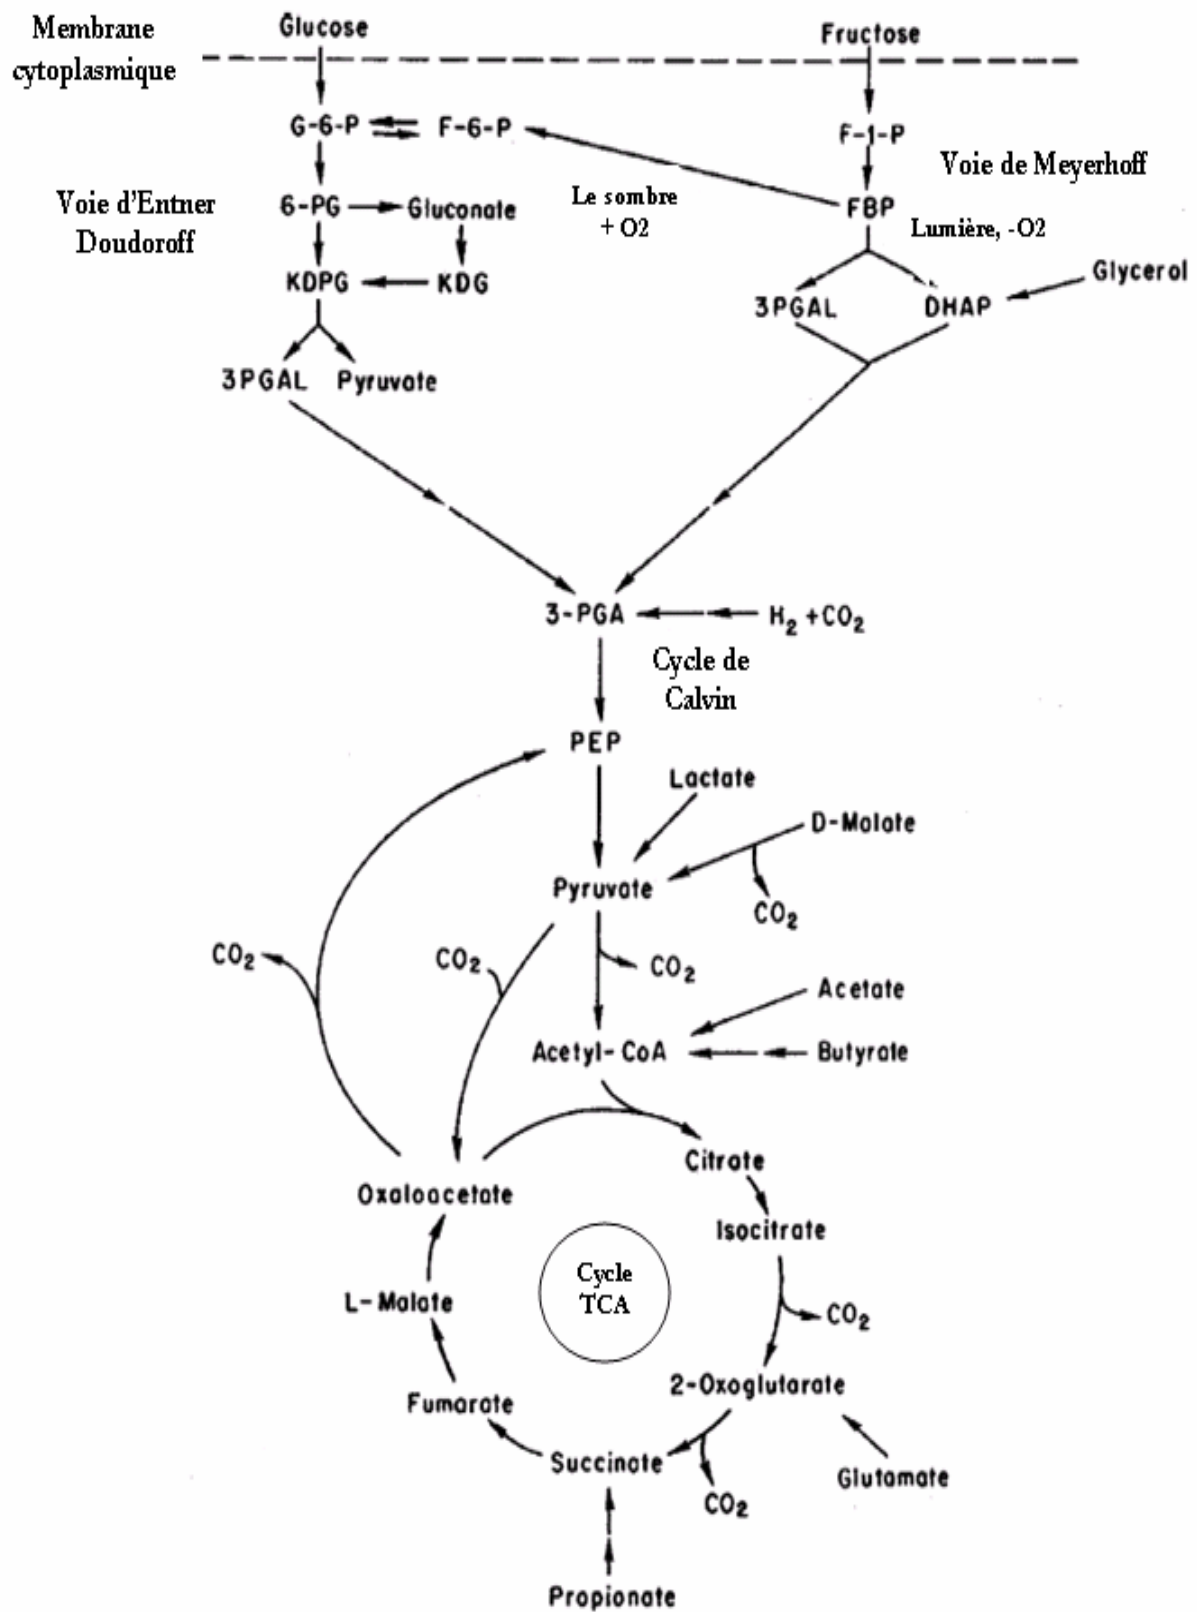 Membrane
cytoplasmique
Glucose
Fructose
G-6-P
F-6-P
F-1-P
Voie de Meyerhoff
Voie d'Entner
Doudoroff
6-PG
Gluconate
Le sombre
+ O2
FBP
Lumière, -O2
KDPG
KDG
3PGAL
DHAP
Glycerol
3PGAL
Pyruvate
3-PGA
H2 +CO2
Cycle de
Calvin
PEP
Lactate
D-Malate
Pyruvate
CO2
CO2
CO2
CO2
Acetate
Acetyl-CoA
Butyrate
Citrate
Oxaloacetate
Isocitrate
Cycle
TCA
L-Malate
CO2
2-Oxoglutarate
Fumarate
Succinate
Glutamate
CO2
Propionate